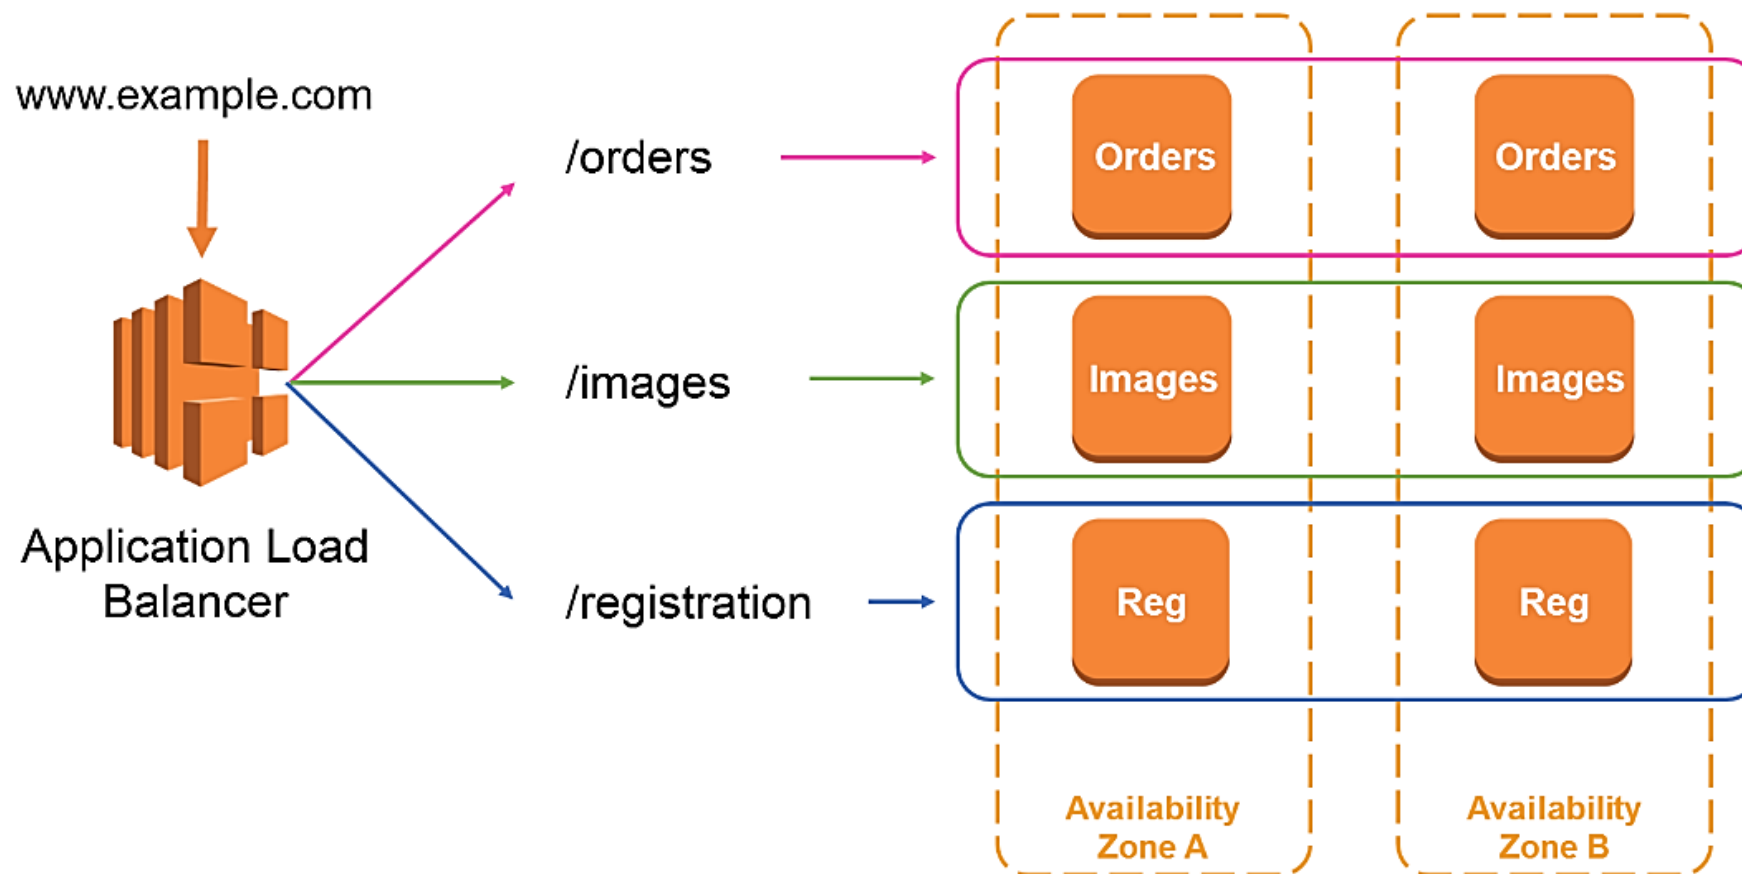 www.example.com
/orders
Orders
Orders
/images
Images
Images
Application Load
Balancer
/registration
Reg
Reg
Availability
Zone A
Availability
Zone B